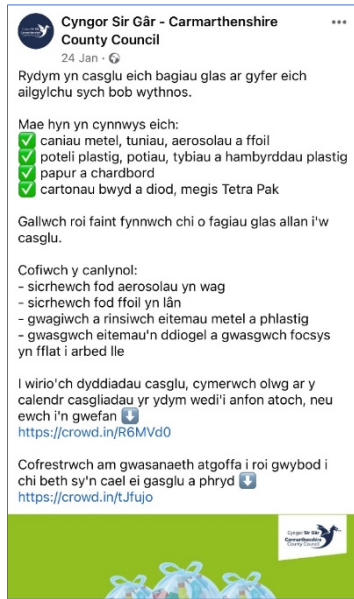 Cyngor Sir Gâr - Carmarthenshire
County Council
24 Jan ·
Rydym yn casglu eich bagiau glas ar gyfer eich
ailgylchu sych bob wythnos.
Mae hyn yn cynnwys eich:
✅ caniau metel, tuniau, aerosolau a ffoil
✅ poteli plastig, potiau, tybiau a hambyrddau plastig
✅ papur a chardbord
✅ cartonau bwyd a diod, megis Tetra Pak
Gallwch roi faint fynnwch chi o fagiau glas allan i'w
casglu.
Cofiwch y canlynol:
- sicrhewch fod aerosolau yn wag
- sicrhewch fod ffoil yn lân
- gwagiwch a rinsiwch eitemau metel a phlastig
- gwasgwch eitemau'n ddiogel a gwasgwch focsys
yn fflat i arbed lle
I wirio'ch dyddiadau casglu, cymerwch olwg ar y
calendr casgliadau yr ydym wedi'i anfon atoch, neu
ewch i'n gwefan ⬇️
https://crowd.in/R6MVd0
Cofrestrwch am gwasanaeth atgoffa i roi gwybod i
chi beth sy'n cael ei gasglu a phryd ⬇️
https://crowd.in/tJfujo
Cyngor Sir Gâr
Carmarthenshire
County Council